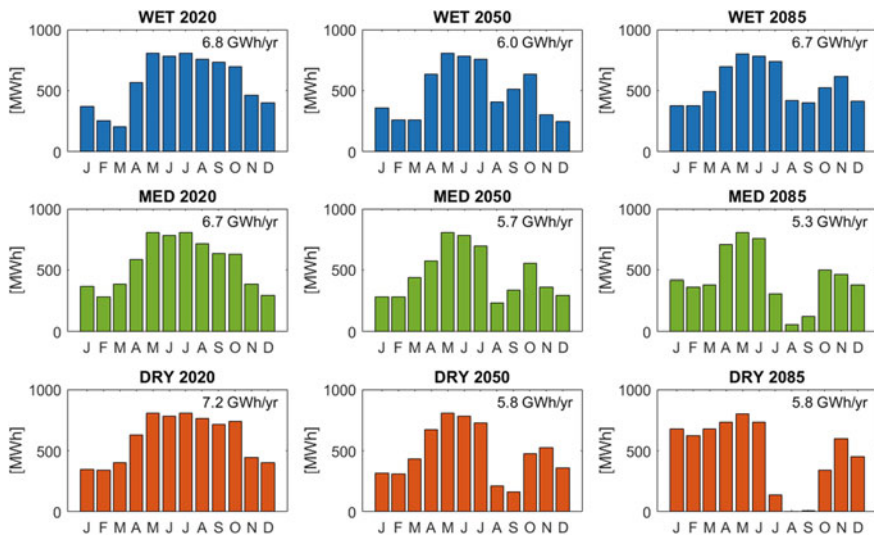 WET 2020 WET 2050 WET 2085
1000 6.8 GWh/yr 1000 6.0 GWh/yr 1000 6.7 GWh/yr
[MWh] 500 [MWh] 500 [MWh] 500
0 0 0
J F M A M J J A S O N D J F M A M J J A S O N D J F M A M J J A S O N D
MED 2020 MED 2050 MED 2085
1000 6.7 GWh/yr 1000 5.7 GWh/yr 1000 5.3 GWh/yr
[MWh] 500 [MWh] 500 [MWh] 500
0 0 0
J F M A M J J A S O N D J F M A M J J A S O N D J F M A M J J A S O N D
DRY 2020 DRY 2050 DRY 2085
1000 7.2 GWh/yr 1000 5.8 GWh/yr 1000 5.8 GWh/yr
[MWh] 500 [MWh] 500 [MWh] 500
0 0 0
J F M A M J J A S O N D J F M A M J J A S O N D J F M A M J J A S O N D